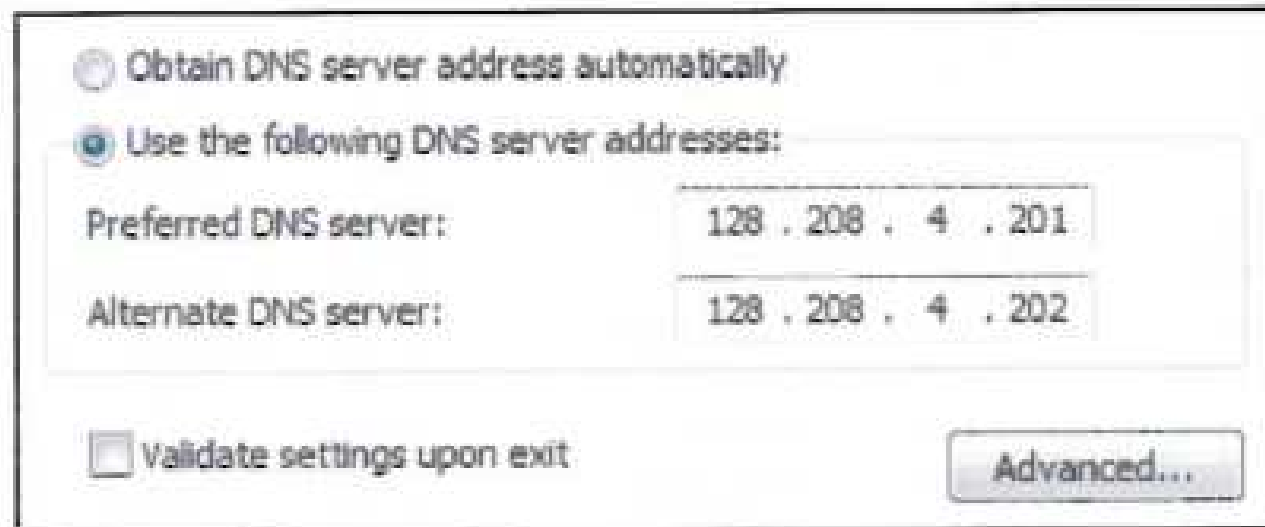 Obtain DNS server address automatically
Use the following DNS server addresses:
Preferred DNS server: 128 . 208 . 4 . 201
Alternate DNS server: 128 . 208 . 4 . 202
Validate settings upon exit Advanced...